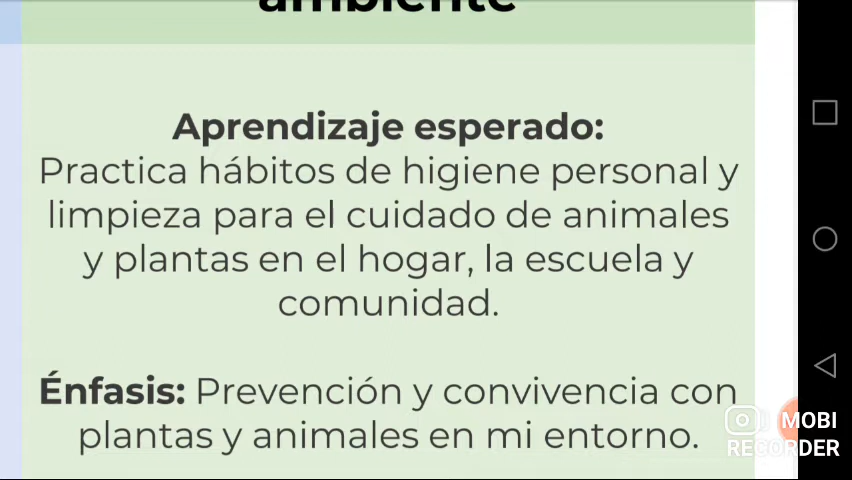 ambiente
Aprendizaje esperado:
Practica hábitos de higiene personal y
limpieza para el cuidado de animales
y plantas en el hogar, la escuela y
comunidad.
Énfasis: Prevención y convivencia con
plantas y animales en mi entorno.
MOBI
RECORDER